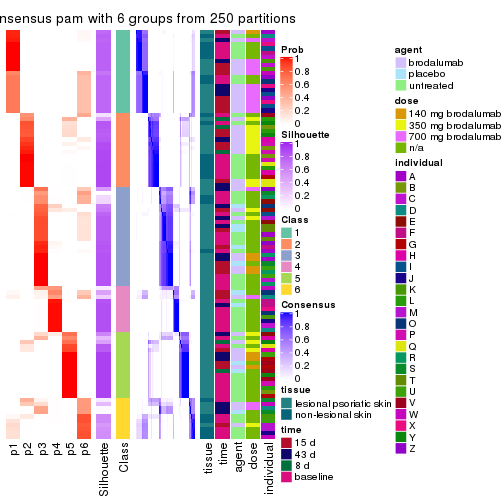 nsensus pam with 6 groups from 250 partitions
p1
p2
p3
p4
p5
p6
Silhouette
Class
tissue
time
agent
dose
individual
Prob
1
0.8
0.6
0.4
0.2
0
Silhouette
1
0.8
0.6
0.4
0.2
0
Class
1
2
3
4
5
6
Consensus
1
0.8
0.6
0.4
0.2
0
tissue
lesional psoriatic skin
non-lesional skin
time
15 d
43 d
8 d
baseline
agent
brodalumab
placebo
untreated
dose
140 mg brodalumab
350 mg brodalumab
700 mg brodalumab
n/a
individual
A
B
C
D
E
F
G
H
I
J
K
L
M
O
P
Q
R
S
T
U
V
W
X
Y
Z